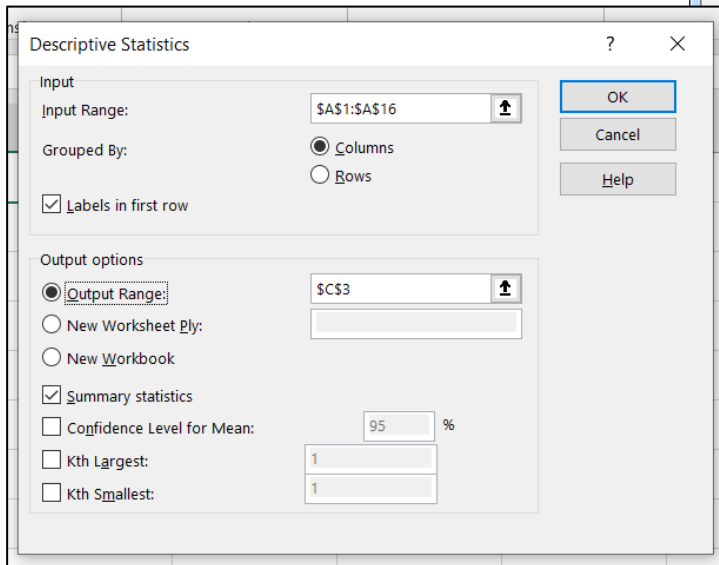 Descriptive Statistics
? X
Input
Input Range: $A$1:$A$16
Grouped By: Columns
Rows
Labels in first row
OK
Cancel
Help
Output options
Output Range: $C$3
New Worksheet Ply:
New Workbook
Summary statistics
Confidence Level for Mean: 95 %
Kth Largest: 1
Kth Smallest: 1